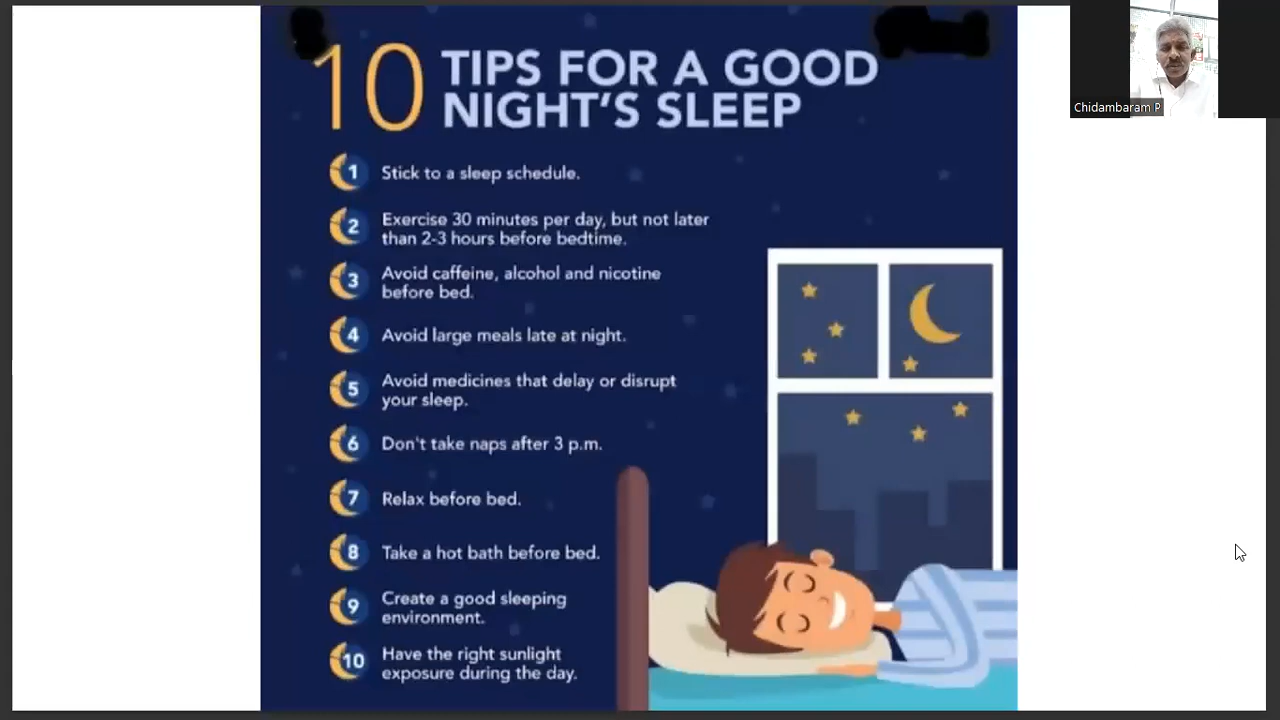 10
TIPS FOR A GOOD
NIGHT'S SLEEP
1 Stick to a sleep schedule.
2 Exercise 30 minutes per day, but not later
than 2-3 hours before bedtime.
3 Avoid caffeine, alcohol and nicotine
before bed.
4 Avoid large meals late at night.
5 Avoid medicines that delay or disrupt
your sleep.
6 Don't take naps after 3 p.m.
7 Relax before bed.
8 Take a hot bath before bed.
9 Create a good sleeping
environment.
10 Have the right sunlight
exposure during the day.
Chidambaram P